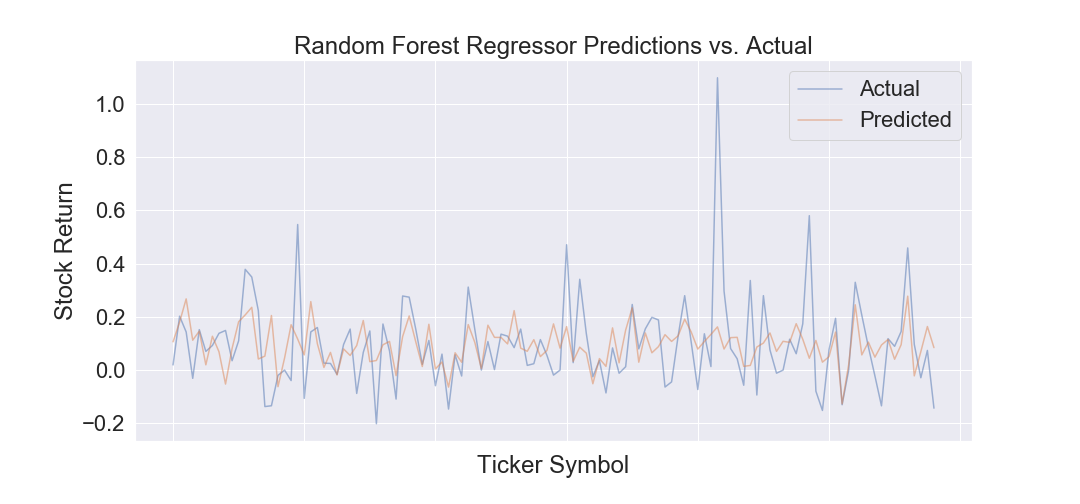 Random Forest Regressor Predictions vs. Actual
Actual
Predicted
1.0
0.8
0.6
0.4
0.2
0.0
−0.2
Stock Return
Ticker Symbol